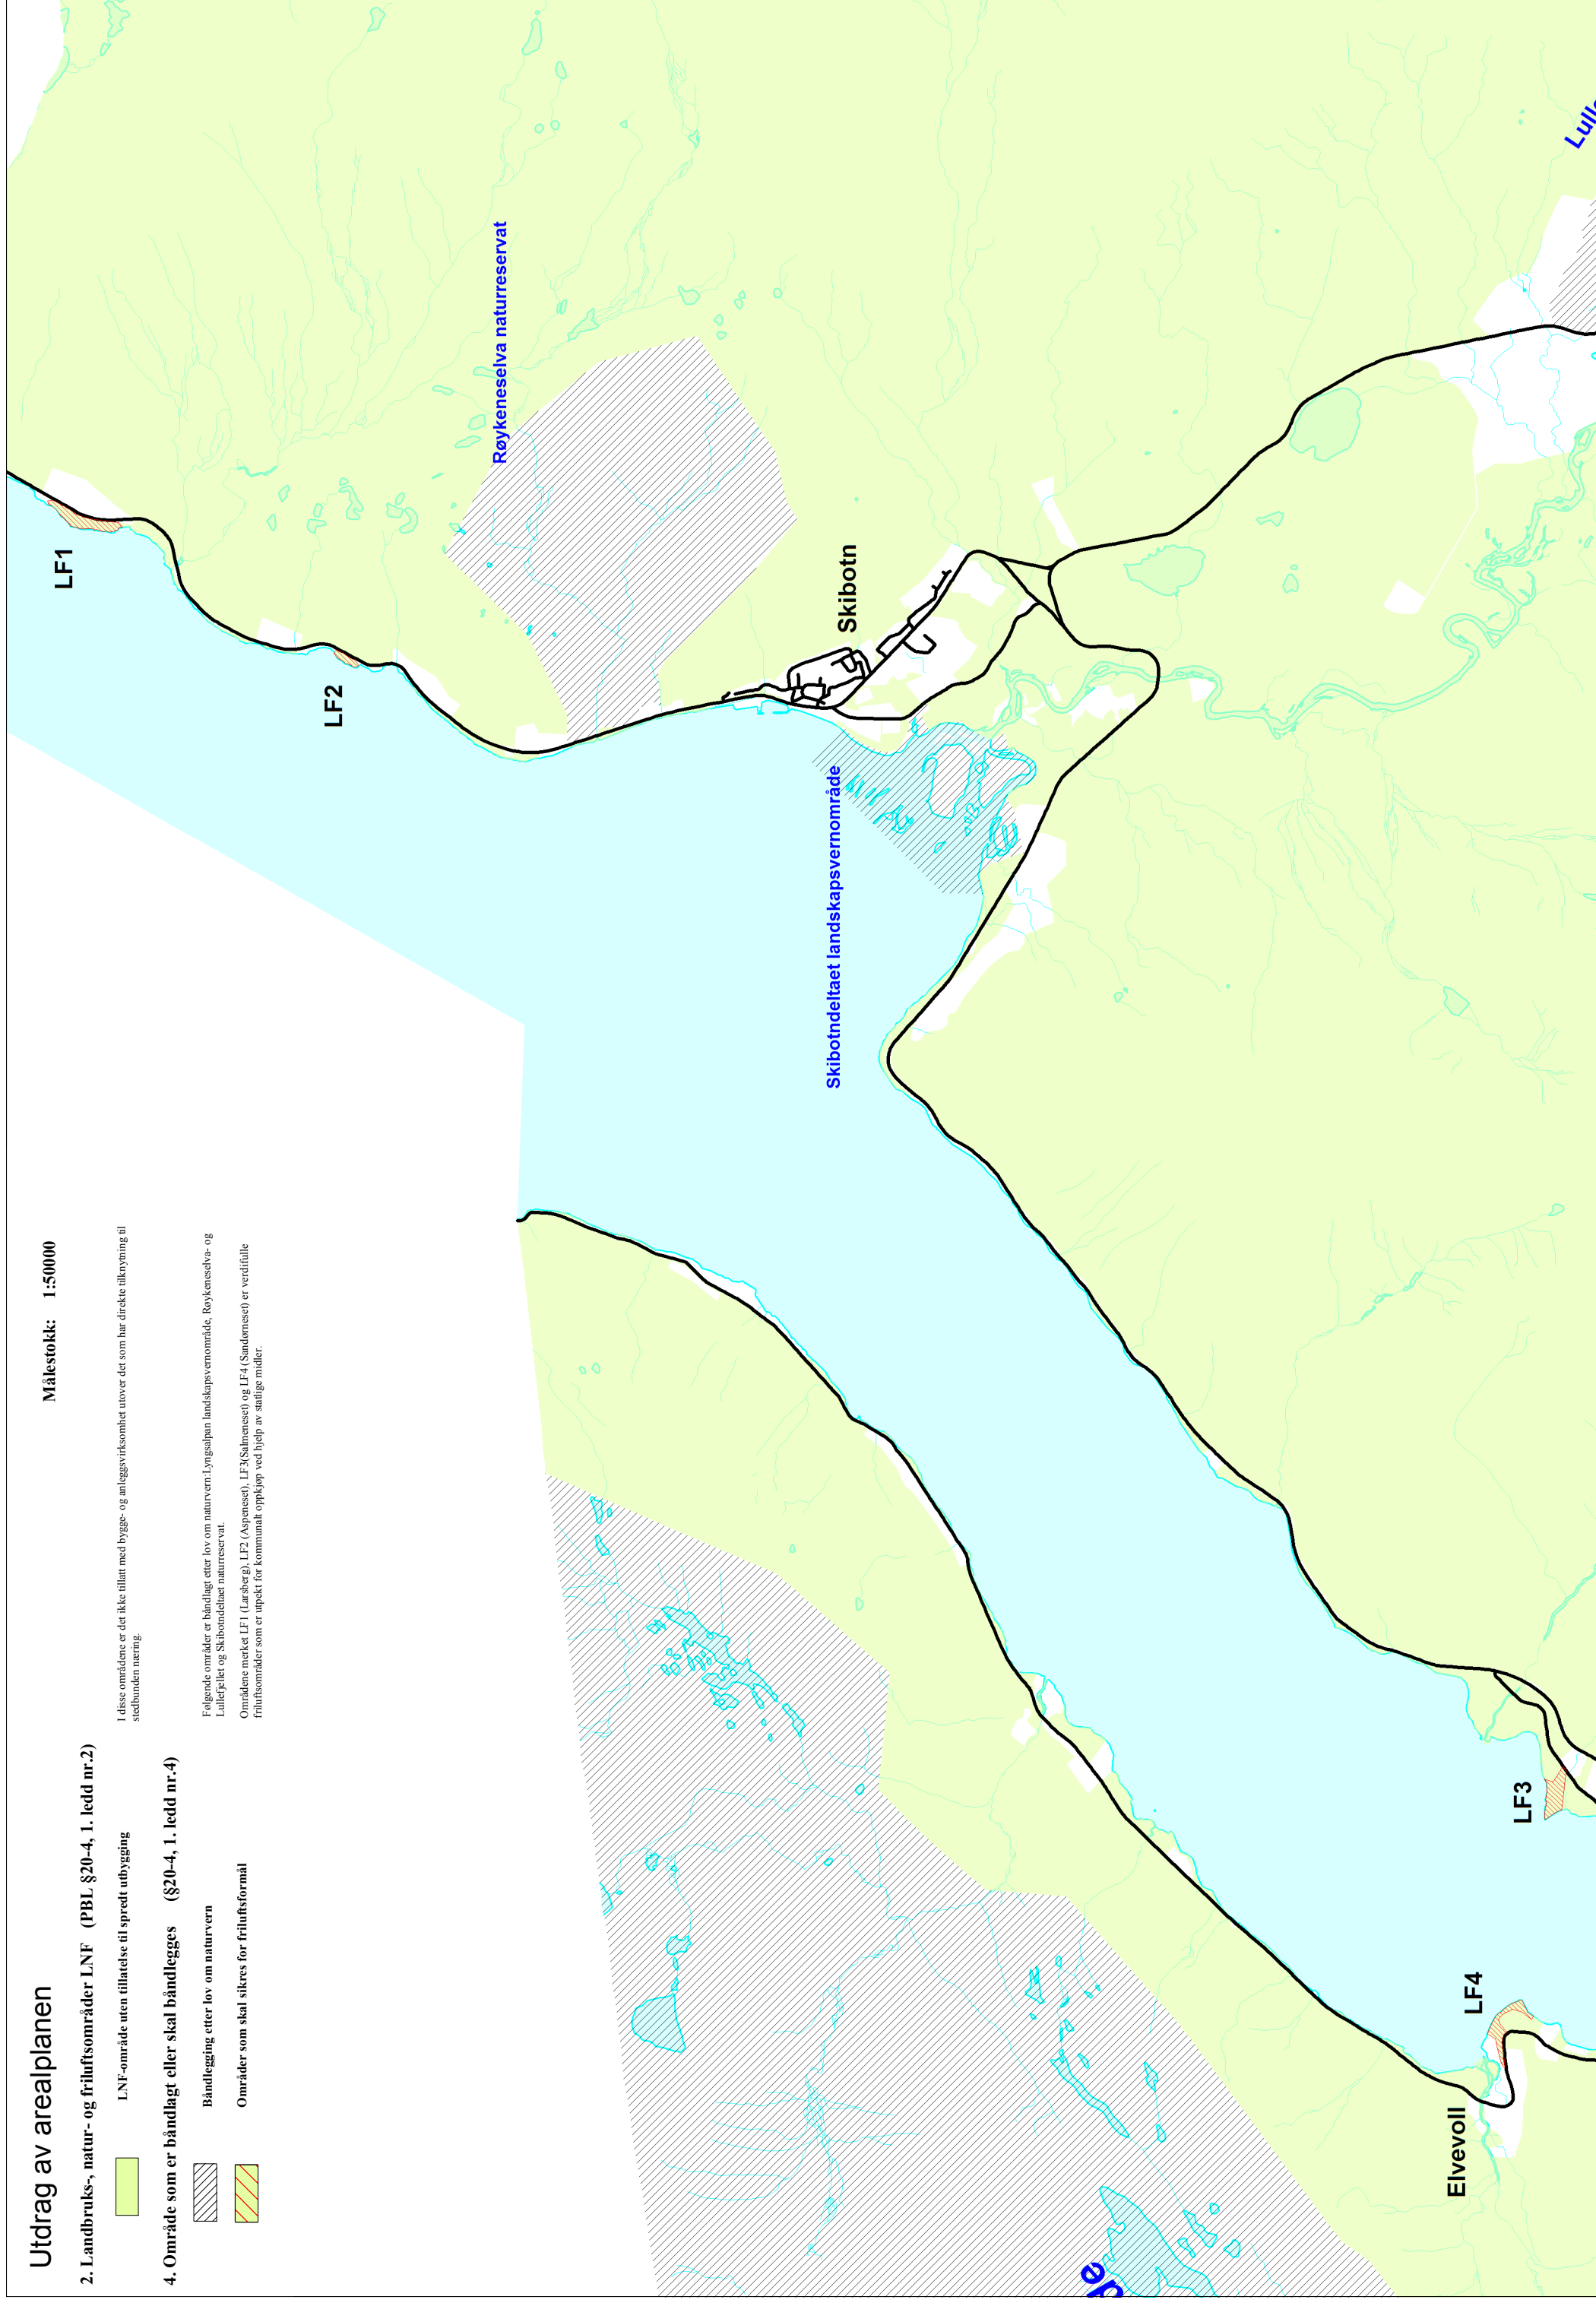 Utdrag av arealplanen
Målestokk: 1:50000
2. Landbruks-, natur- og friluftsområder LNF (PBL §20-4, 1. ledd nr.2)
LNF-område uten tillatelse til spredt utbygging
I disse områdene er det ikke tillatt med bygge- og anleggsvirksomhet utover det som har direkte tilknytning til
stedbunden næring.
4. Område som er båndlagt eller skal båndlegges (§20-4, 1. ledd nr.4)
Båndlegging etter lov om naturvern
Følgende områder er båndlagt etter lov om naturvern:Lyngsalpan landskapsvernområde, Røykeneselva- og
Lullefjellet og Skibotndeltaet naturreservat.
Områder som skal sikres for friluftsformål
Områdene merket LF1 (Larsberg), LF2 (Aspeneset), LF3(Salmeneset) og LF4 (Sandørneset) er verdifulle
friluftsområder som er utpekt for kommunalt oppkjøp ved hjelp av statlige midler.
LF1
LF2
Røykeneselva naturreservat
Skibotndeltaet landskapsvernområde
Skibotn
de
Elvevoll
LF4
LF3
Lulle